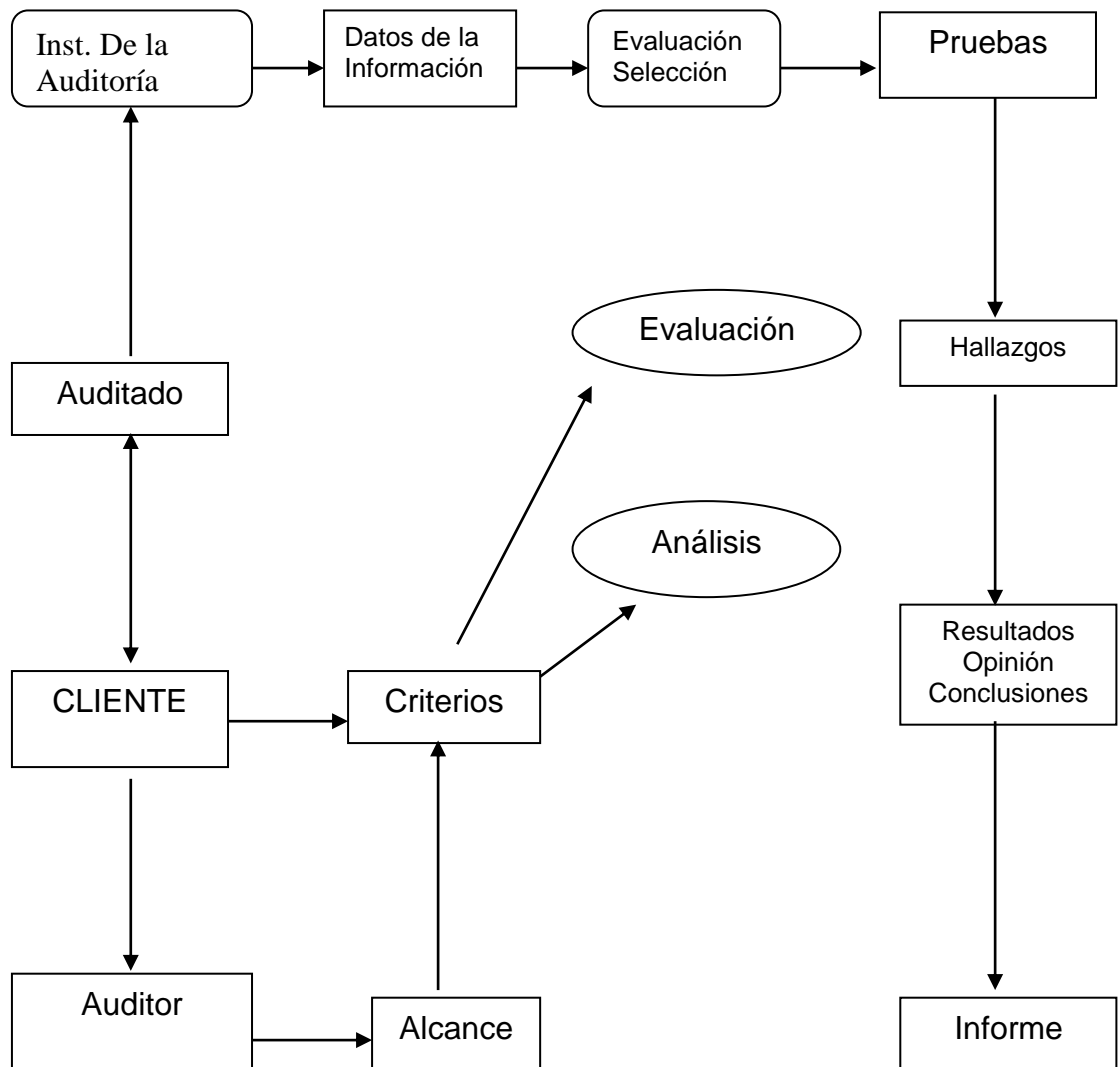 Inst. De la
Auditoría
Datos de la
Información
Evaluación
Selección
Pruebas
Evaluación
Hallazgos
Auditado
Análisis
Resultados
Opinión
Conclusiones
CLIENTE
Criterios
Auditor
Alcance
Informe